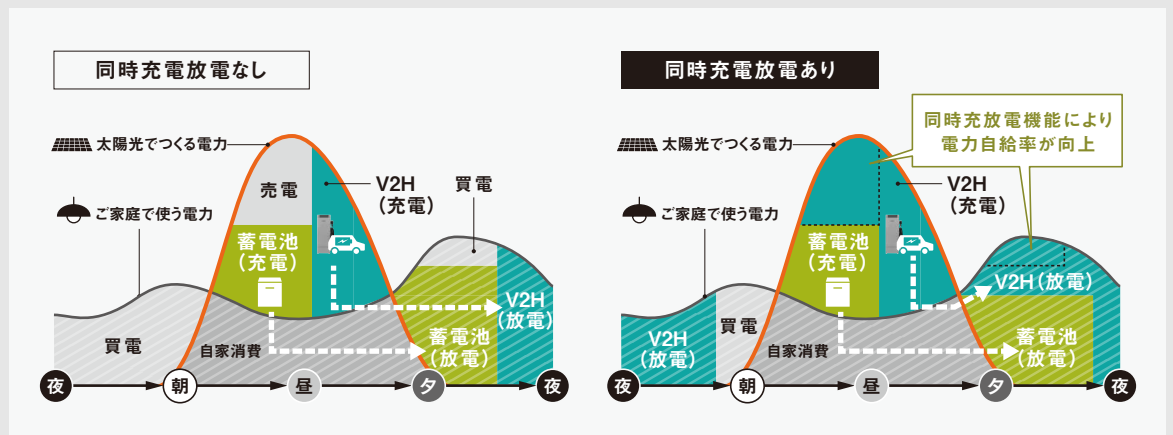 同時充電放電なし
太陽光でつくる電力
ご家庭で使う電力
売電
V2H
(充電)
買電
蓄電池
(充電)
V2H
(放電)
買電
自家消費
蓄電池
(放電)
夜
朝
昼
夕
夜
同時充電放電あり
同時充放電機能により
電力自給率が向上
太陽光でつくる電力
ご家庭で使う電力
V2H
(充電)
蓄電池
(充電)
V2H(放電)
V2H
(放電)
買電
自家消費
蓄電池
(放電)
夜
朝
昼
夕
夜